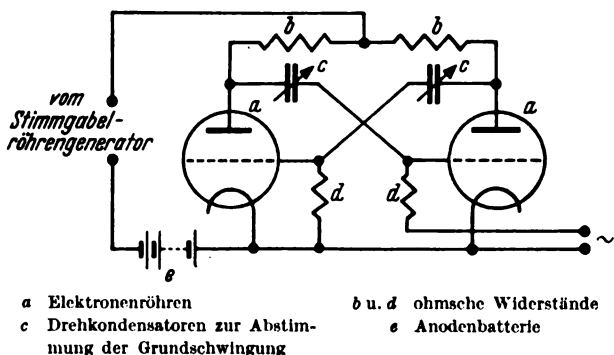 b b
c c
a a
vom
Stimmgabel-
röhrengenerator
d d
e
~
a Elektronenröhren
c Drehkondensatoren zur Abstim-
mung der Grundschwingung
b u. d ohmsche Widerstände
e Anodenbatterie